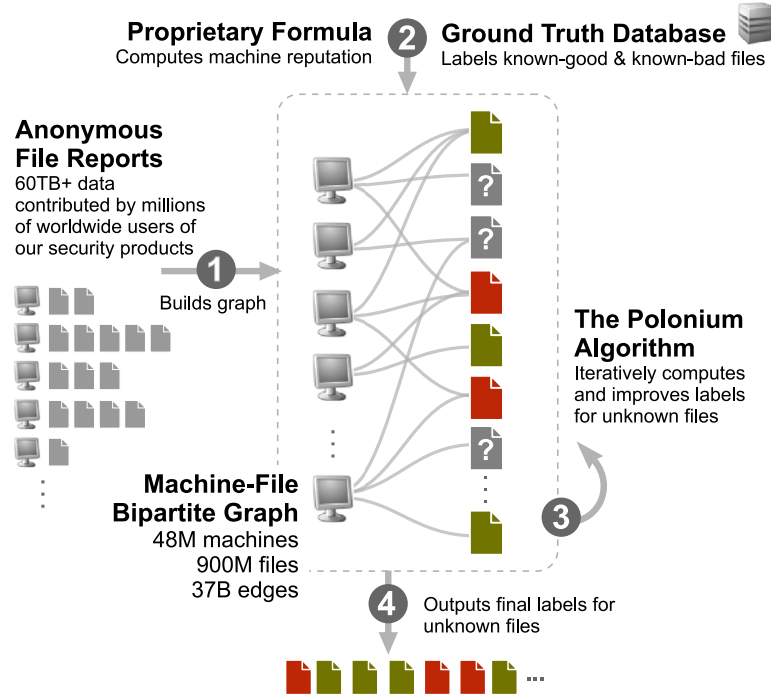 Proprietary Formula
Computes machine reputation
2
Ground Truth Database
Labels known-good & known-bad files
Anonymous
File Reports
60TB+ data
contributed by millions
of worldwide users of
our security products
1
Builds graph
?
?
?
The Polonium
Algorithm
Iteratively computes
and improves labels
for unknown files
3
Machine-File
Bipartite Graph
48M machines
900M files
37B edges
4
Outputs final labels for
unknown files